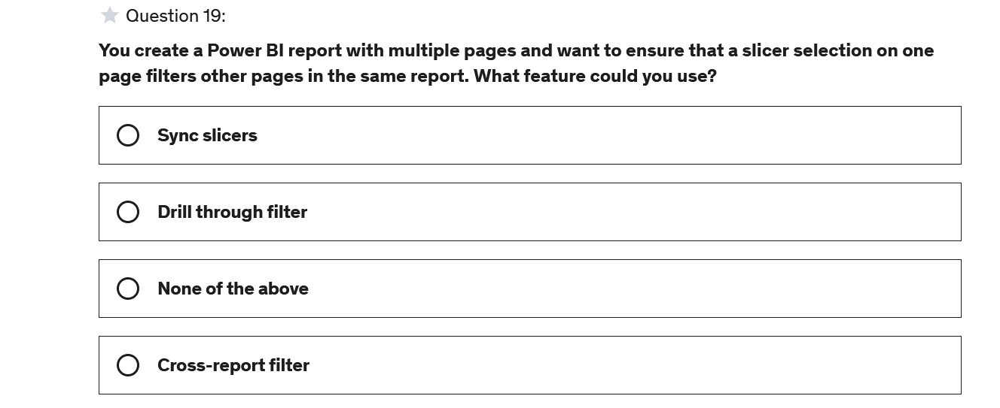 Question 19:
You create a Power BI report with multiple pages and want to ensure that a slicer selection on one
page filters other pages in the same report. What feature could you use?
Sync slicers
Drill through filter
None of the above
Cross-report filter